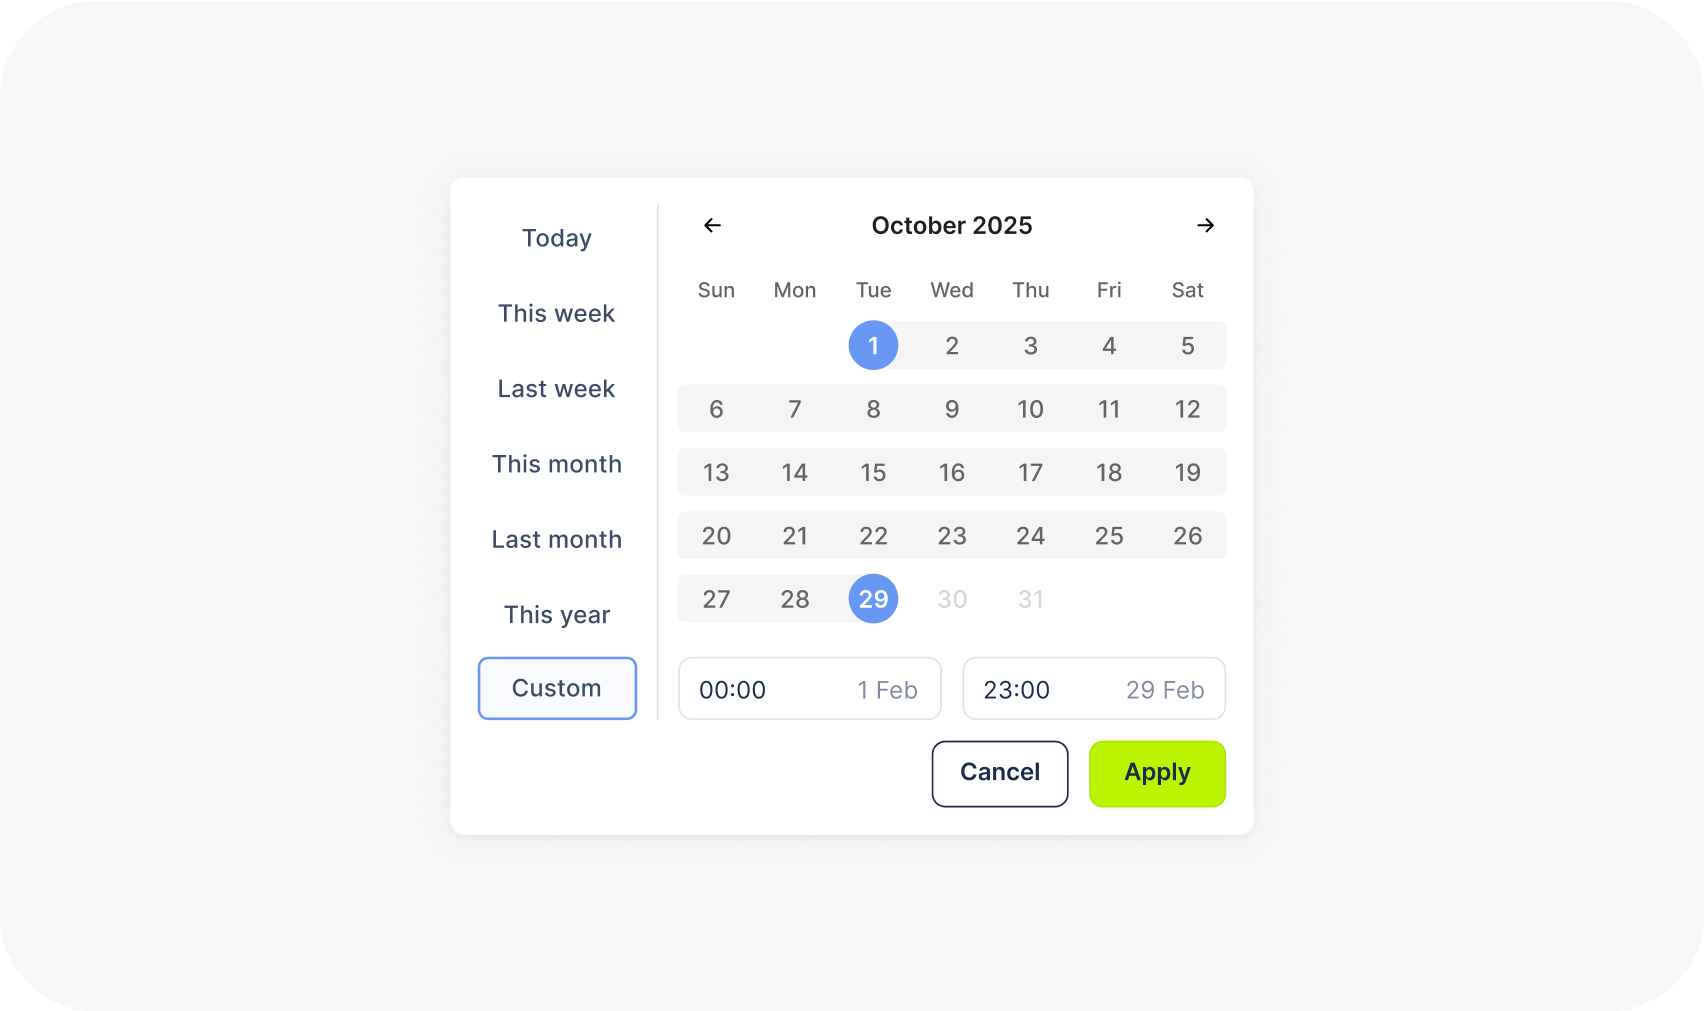 Today
This week
Last week
This month
Last month
This year
Custom
October 2025
Sun Mon Tue Wed Thu Fri Sat
1 2 3 4 5
6 7 8 9 10 11 12
13 14 15 16 17 18 19
20 21 22 23 24 25 26
27 28 29 30 31
00:00 1 Feb 23:00 29 Feb
Cancel Apply